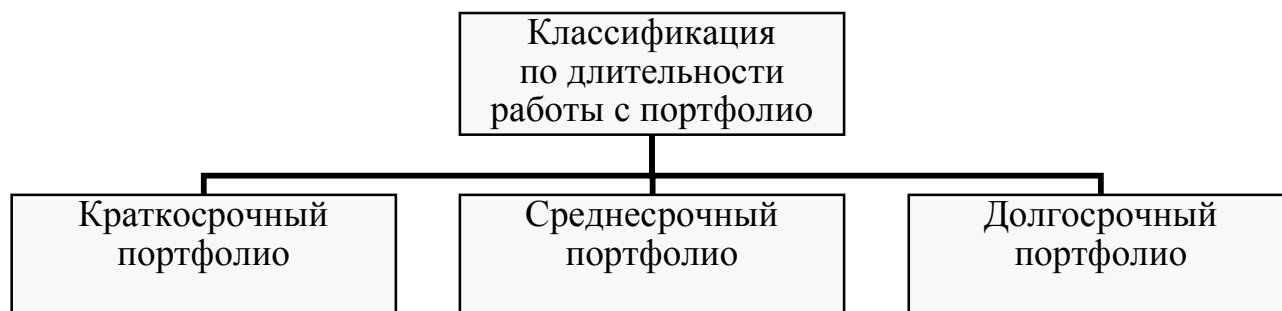 Классификация
по длительности
работы с портфолио
Краткосрочный
портфолио
Среднесрочный
портфолио
Долгосрочный
портфолио